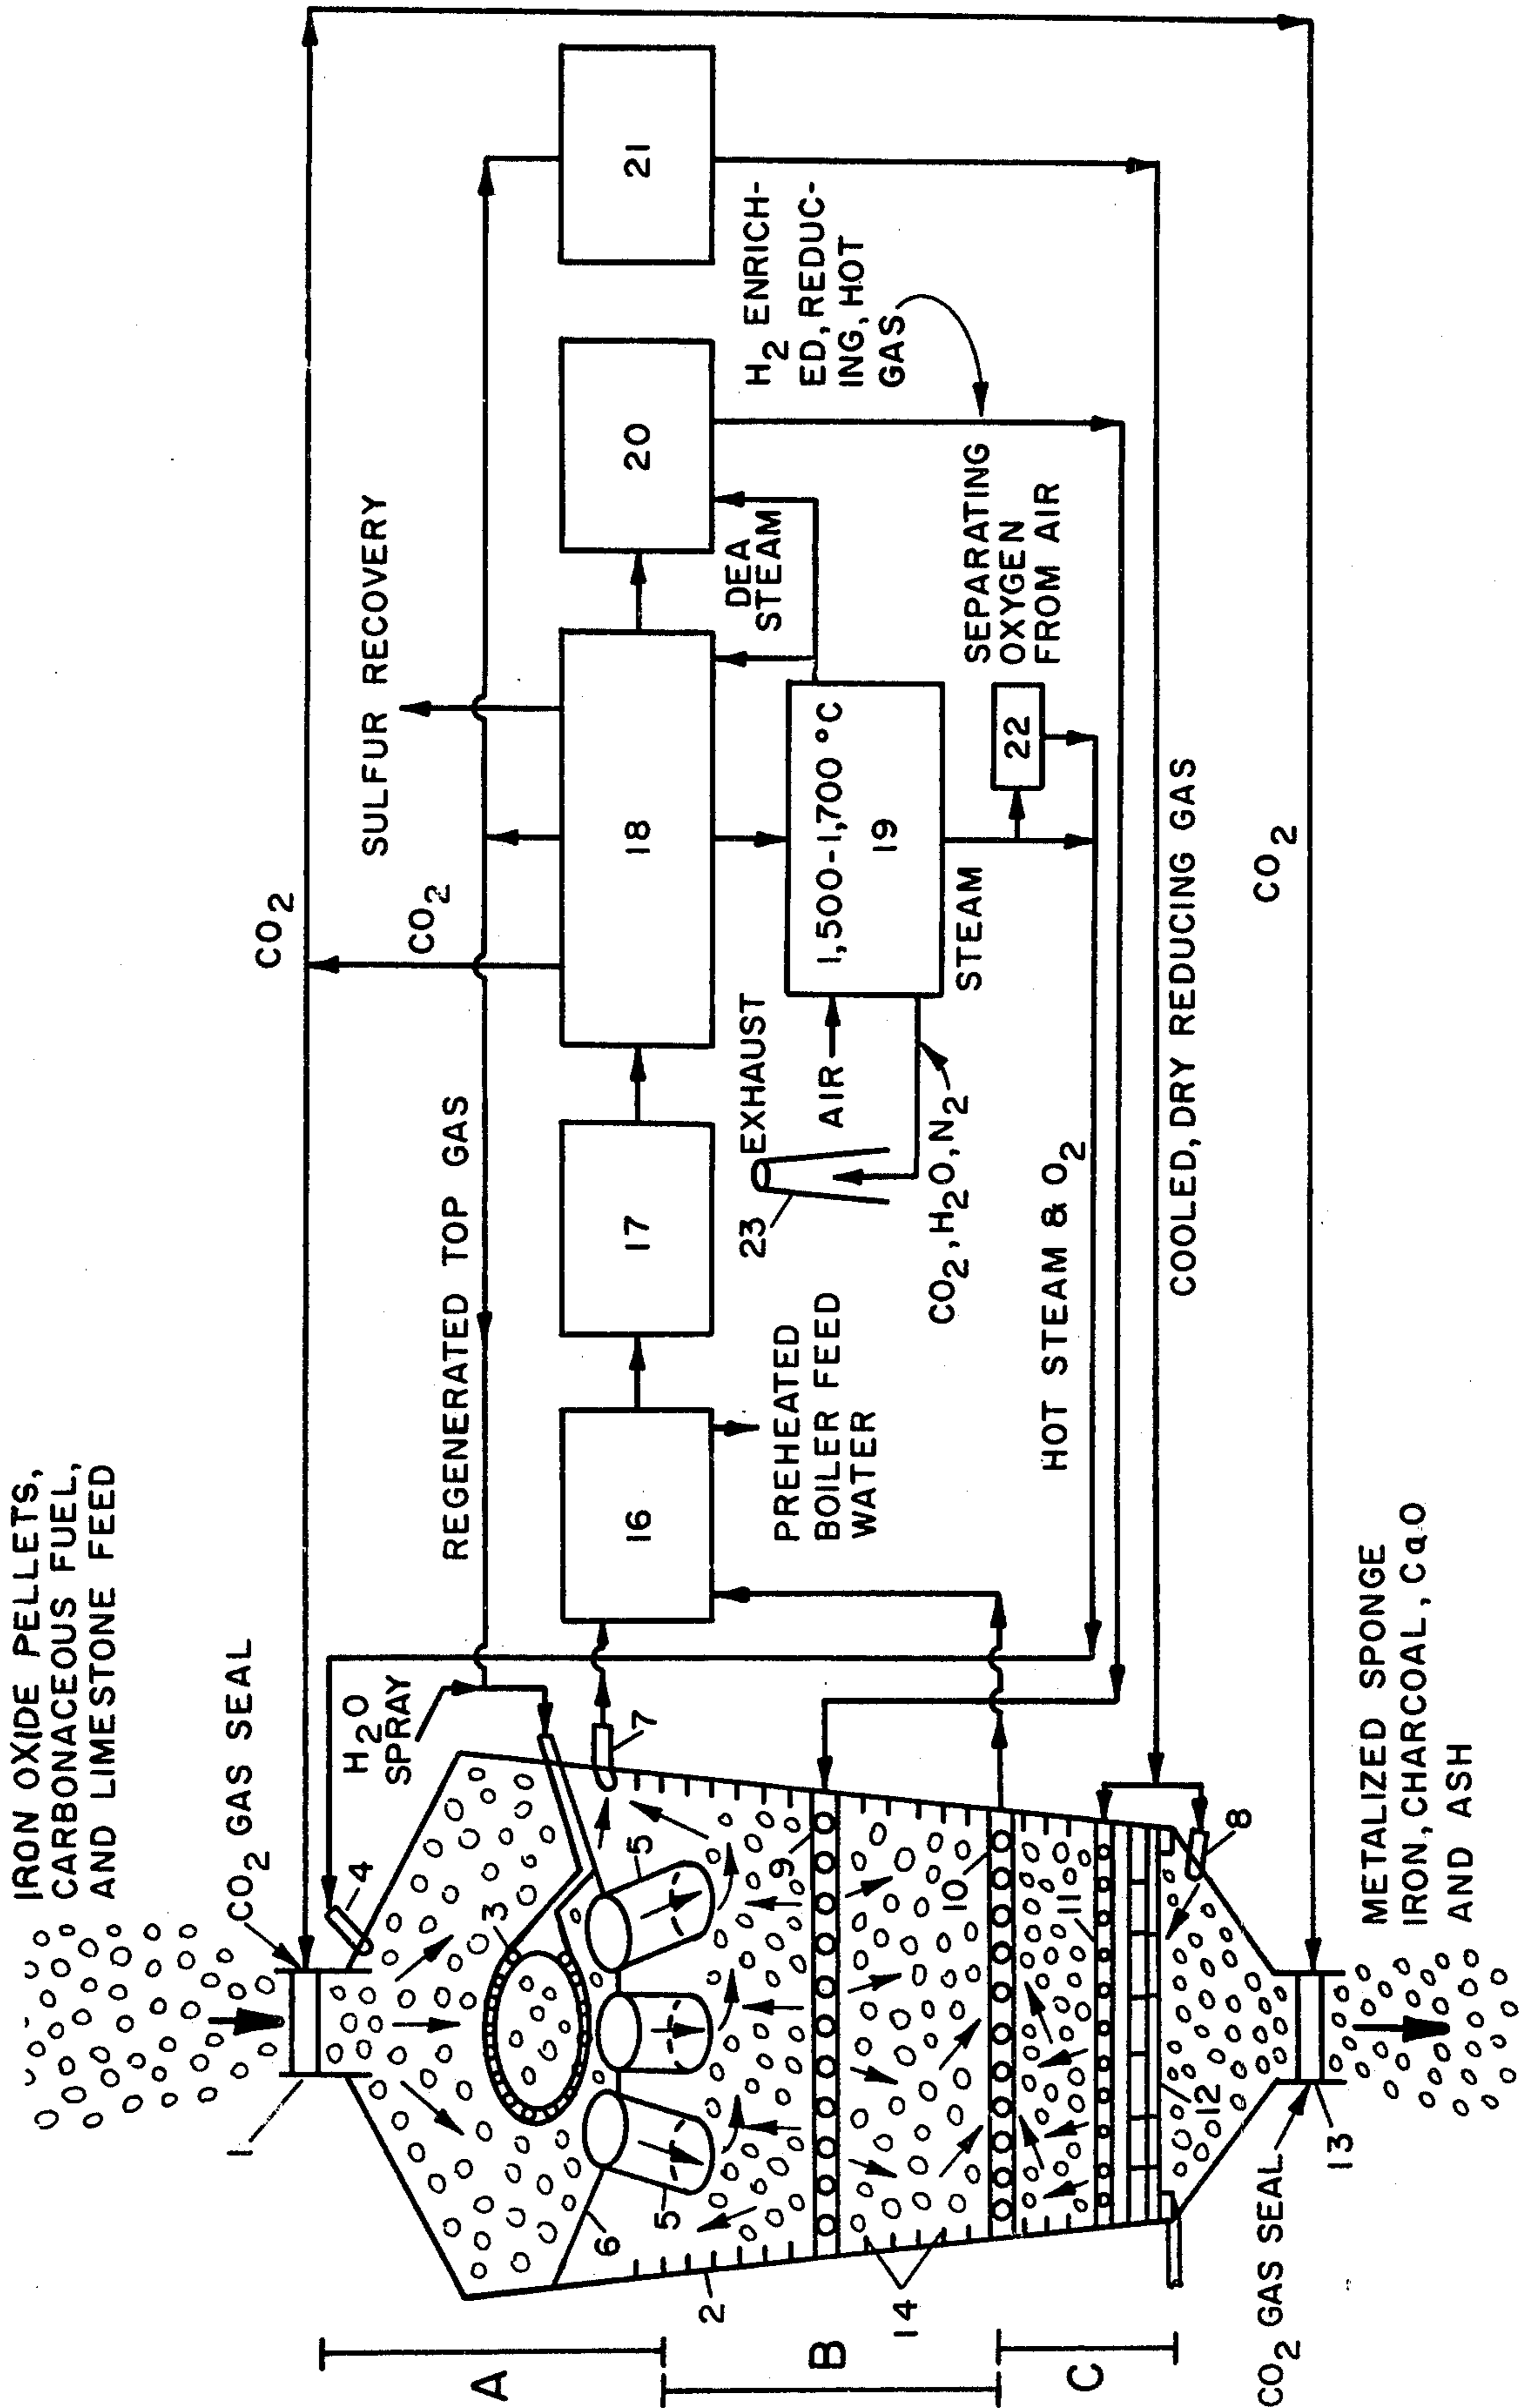 IRON OXIDE PELLETS,
CARBONACEOUS FUEL,
AND LIMESTONE FEED
CO2 GAS SEAL
1
4
H2O
SPRAY
3
5
5
6
7
2
9
14
10
11
12
8
13
A
B
C
CO2 GAS SEAL
METALIZED SPONGE
IRON, CHARCOAL, CaO
AND ASH
CO2
CO2
SULFUR RECOVERY
REGENERATED TOP GAS
16
17
18
20
21
PREHEATED
BOILER FEED
WATER
EXHAUST
23
AIR
CO2, H2O, N2
1,500-1,700 °C
19
STEAM
DEA
STEAM
H2 ENRICH-
ED, REDUC-
ING, HOT
GAS
SEPARATING
OXYGEN
FROM AIR
22
HOT STEAM & O2
COOLED, DRY REDUCING GAS
CO2